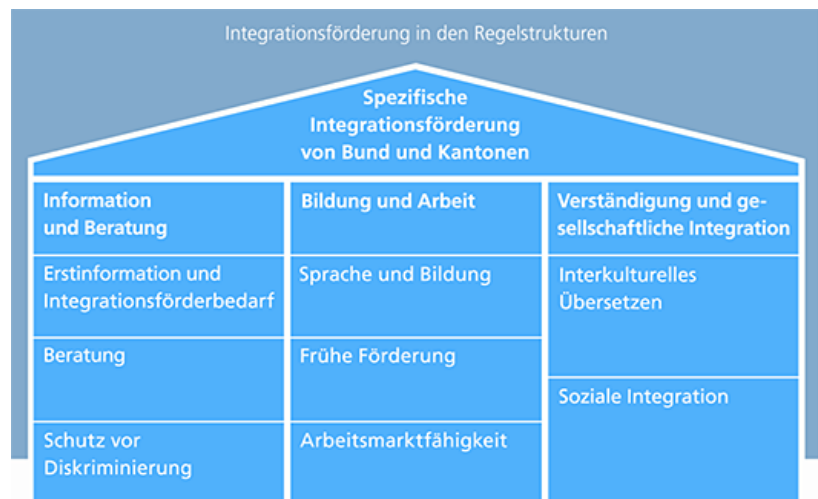 Integrationsförderung in den Regelstrukturen
Spezifische
Integrationsförderung
von Bund und Kantonen
Information
und Beratung
Erstinformation und
Integrationsförderbedarf
Beratung
Schutz vor
Diskriminierung
Bildung und Arbeit
Sprache und Bildung
Frühe Förderung
Arbeitsmarktfähigkeit
Verständigung und ge-
sellschaftliche Integration
Interkulturelles
Übersetzen
Soziale Integration